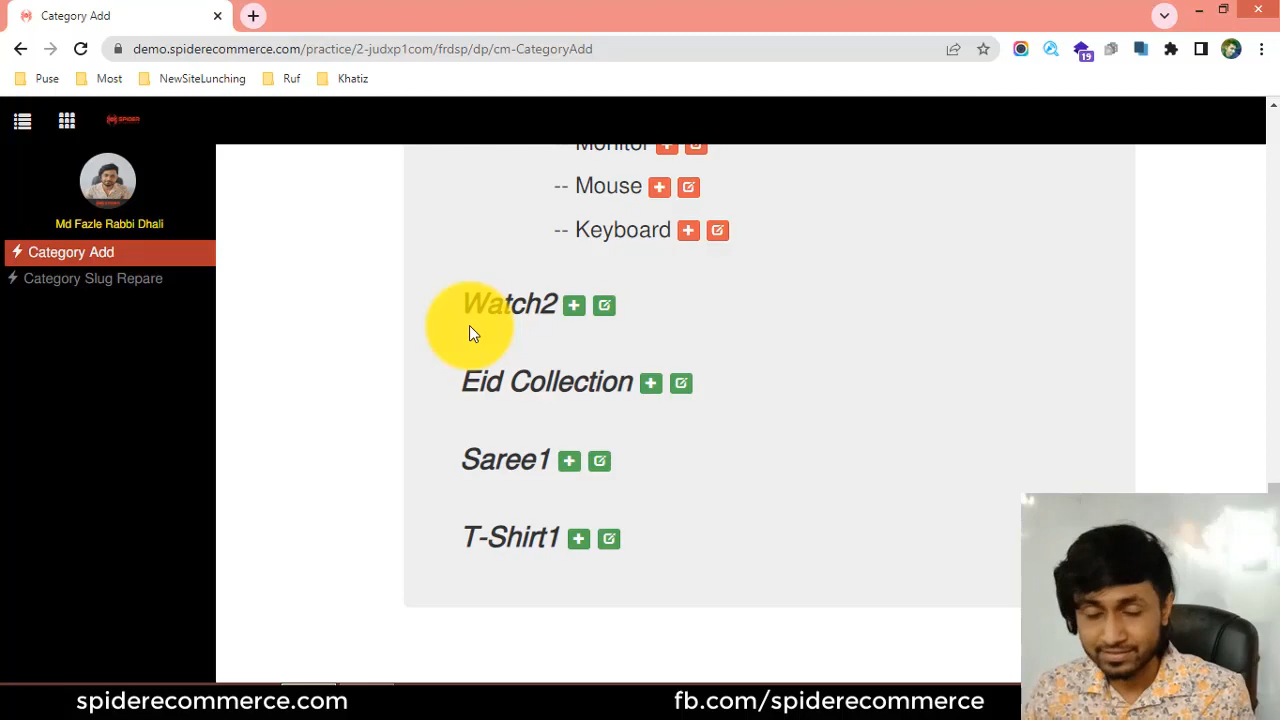 Category Add
demo.spiderecommerce.com/practice/2-judxp1com/frdsp/dp/cm-CategoryAdd
19
Puse
Most
NewSiteLunching
Ruf
Khatiz
SPIDER
Md Fazle Rabbi Dhali
Category Add
Category Slug Repare
Monitor
-- Mouse
-- Keyboard
Watch2
Eid Collection
Saree1
T-Shirt1
spiderecommerce.com
fb.com/spiderecommerce